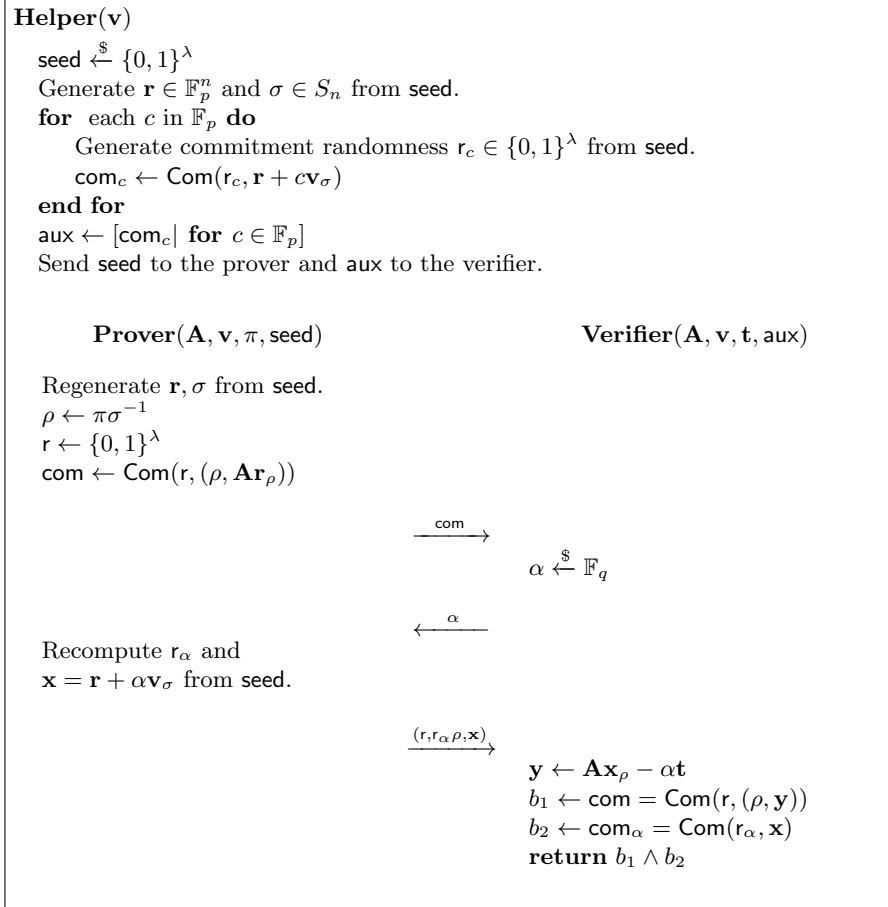 Helper(v)
seed ←$ {0, 1}^λ
Generate r ∈ 𝔽_p^n and σ ∈ S_n from seed.
for each c in 𝔽_p do
Generate commitment randomness r_c ∈ {0, 1}^λ from seed.
com_c ← Com(r_c, r + cv_σ)
end for
aux ← [com_c| for c ∈ 𝔽_p]
Send seed to the prover and aux to the verifier.
Prover(A, v, π, seed) Verifier(A, v, t, aux)
Regenerate r, σ from seed.
ρ ← πσ^{-1}
r ← {0, 1}^λ
com ← Com(r, (ρ, Ar_ρ))
com
α ←$ 𝔽_q
α
Recompute r_α and
x = r + αv_σ from seed.
(r,r_α ρ,x)
y ← Ax_ρ − αt
b_1 ← com = Com(r, (ρ, y))
b_2 ← com_α = Com(r_α, x)
return b_1 ∧ b_2